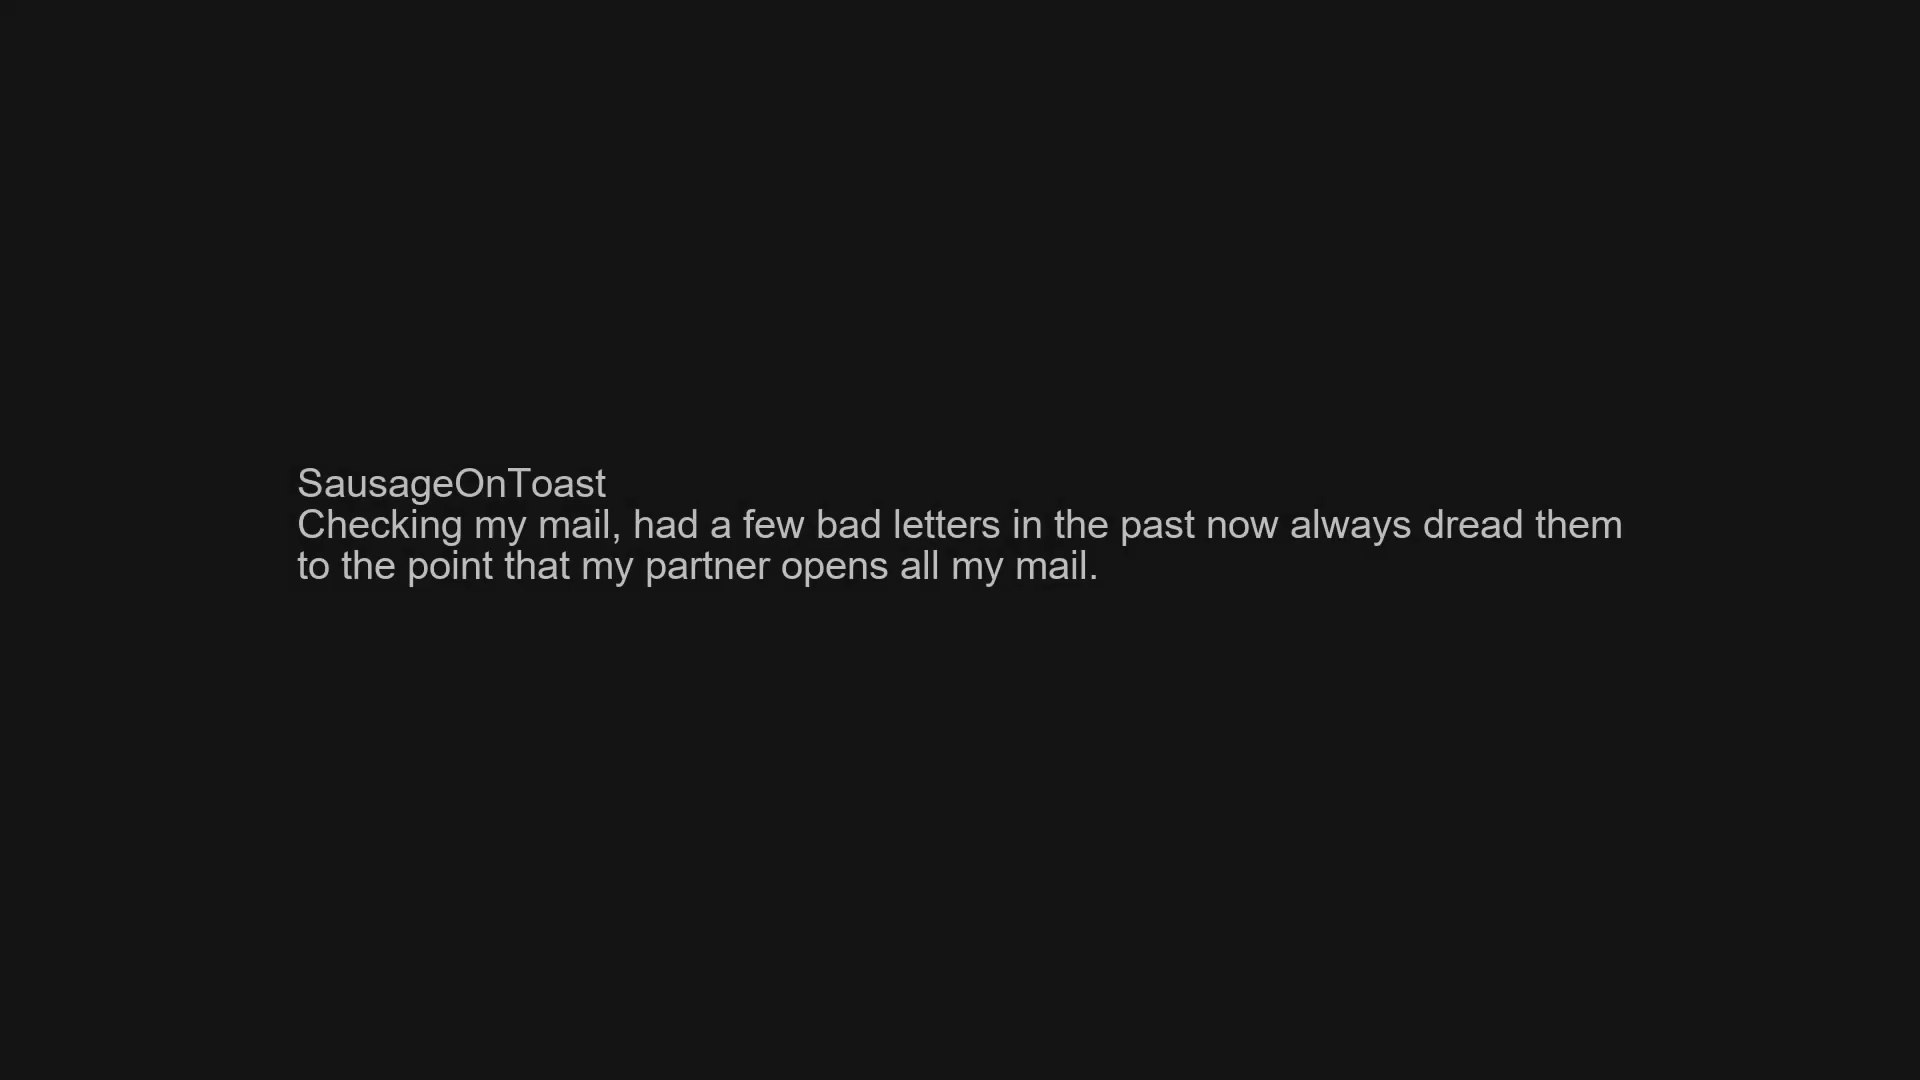 SausageOnToast
Checking my mail, had a few bad letters in the past now always dread them
to the point that my partner opens all my mail.